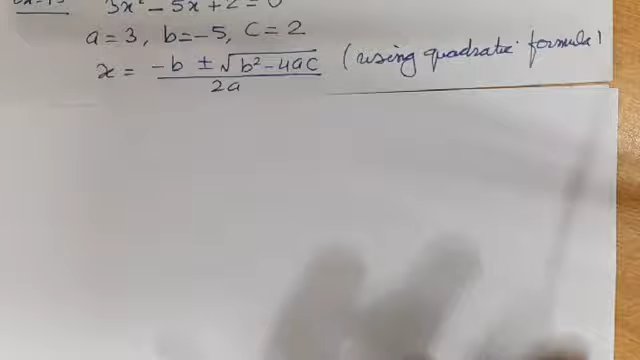 3x² - 5x + 2 = 0
a = 3, b = -5, c = 2
x = (-b ± √(b² - 4ac)) / 2a (using quadratic formula)